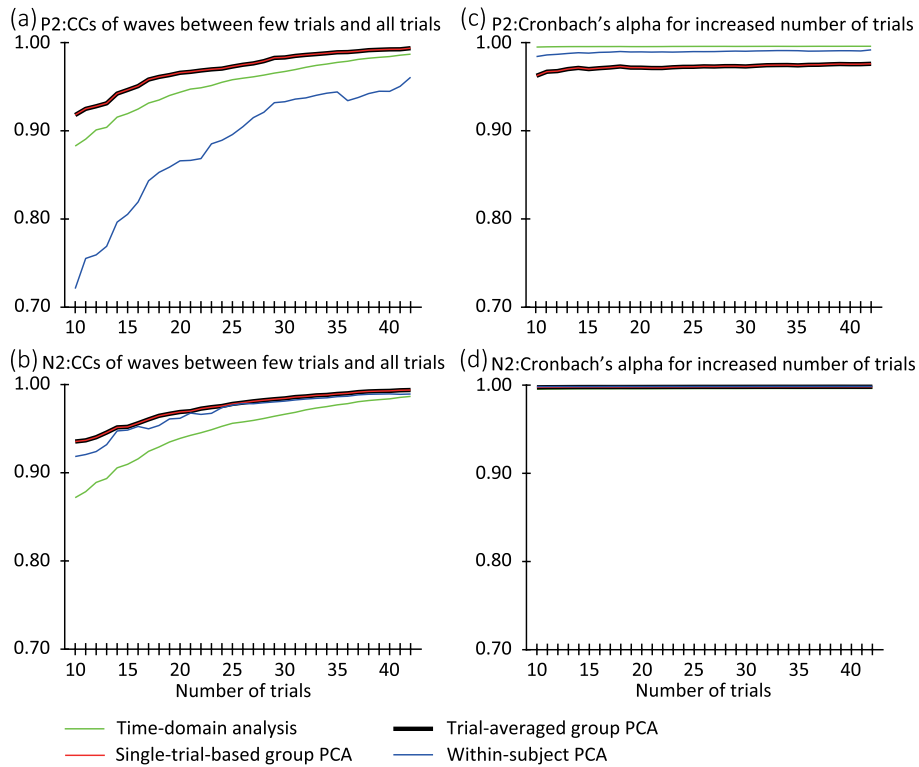 (a) P2:CCs of waves between few trials and all trials
1.00
0.90
0.80
0.70
10 15 20 25 30 35 40
(b) N2:CCs of waves between few trials and all trials
1.00
0.90
0.80
0.70
10 15 20 25 30 35 40
Number of trials
(c) P2:Cronbach's alpha for increased number of trials
1.00
0.90
0.80
0.70
10 15 20 25 30 35 40
(d) N2:Cronbach's alpha for increased number of trials
1.00
0.90
0.80
0.70
10 15 20 25 30 35 40
Number of trials
Time-domain analysis
Trial-averaged group PCA
Single-trial-based group PCA
Within-subject PCA